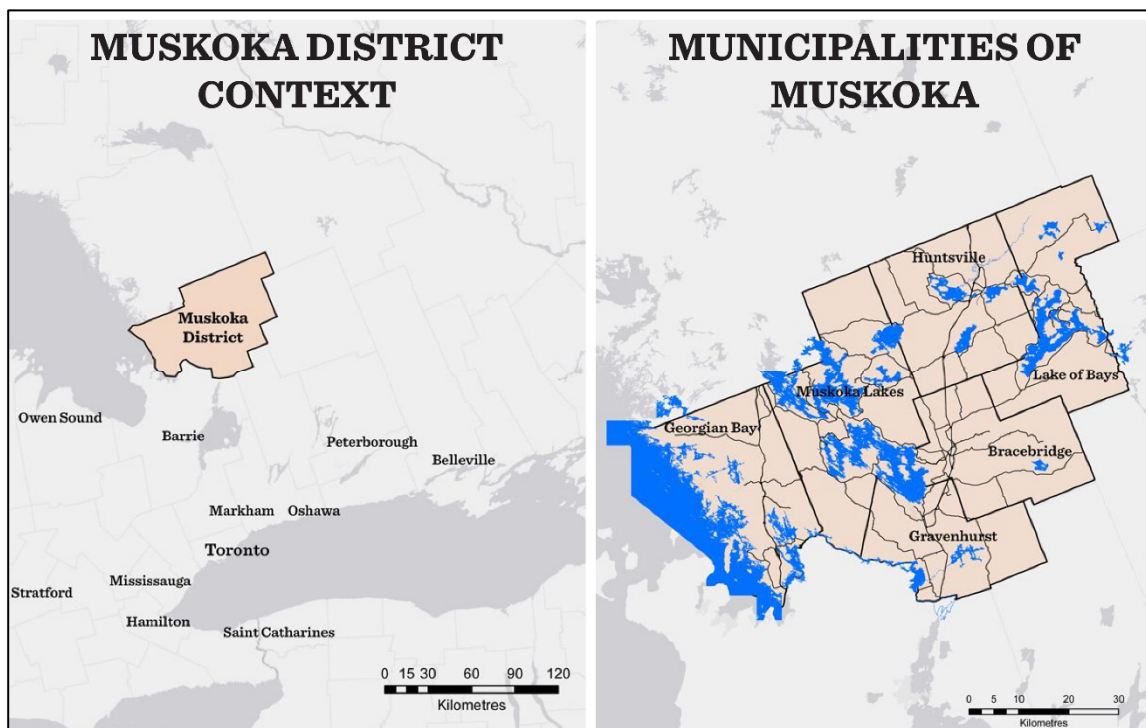 MUSKOKA DISTRICT
CONTEXT
Muskoka
District
Owen Sound
Barrie
Peterborough
Belleville
Markham
Oshawa
Toronto
Stratford
Mississauga
Hamilton
Saint Catharines
0 15 30 60 90 120
Kilometres
MUNICIPALITIES OF
MUSKOKA
Huntsville
Lake of Bays
Muskoka Lakes
Georgian Bay
Bracebridge
Gravenhurst
0 5 10 20 30
Kilometres